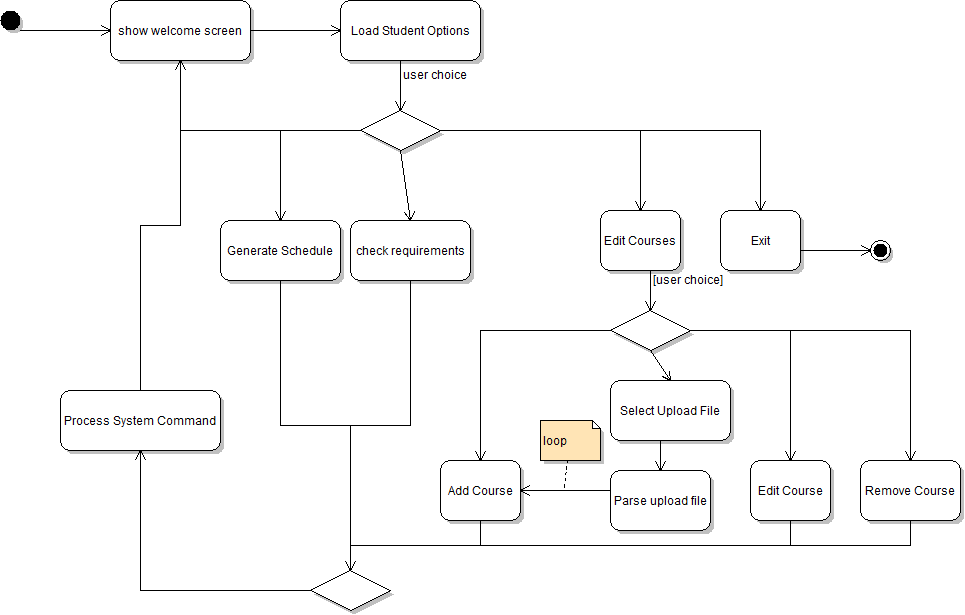 show welcome screen
Load Student Options
user choice
Generate Schedule
check requirements
Edit Courses
Exit
[user choice]
Process System Command
Select Upload File
loop
Add Course
Parse upload file
Edit Course
Remove Course